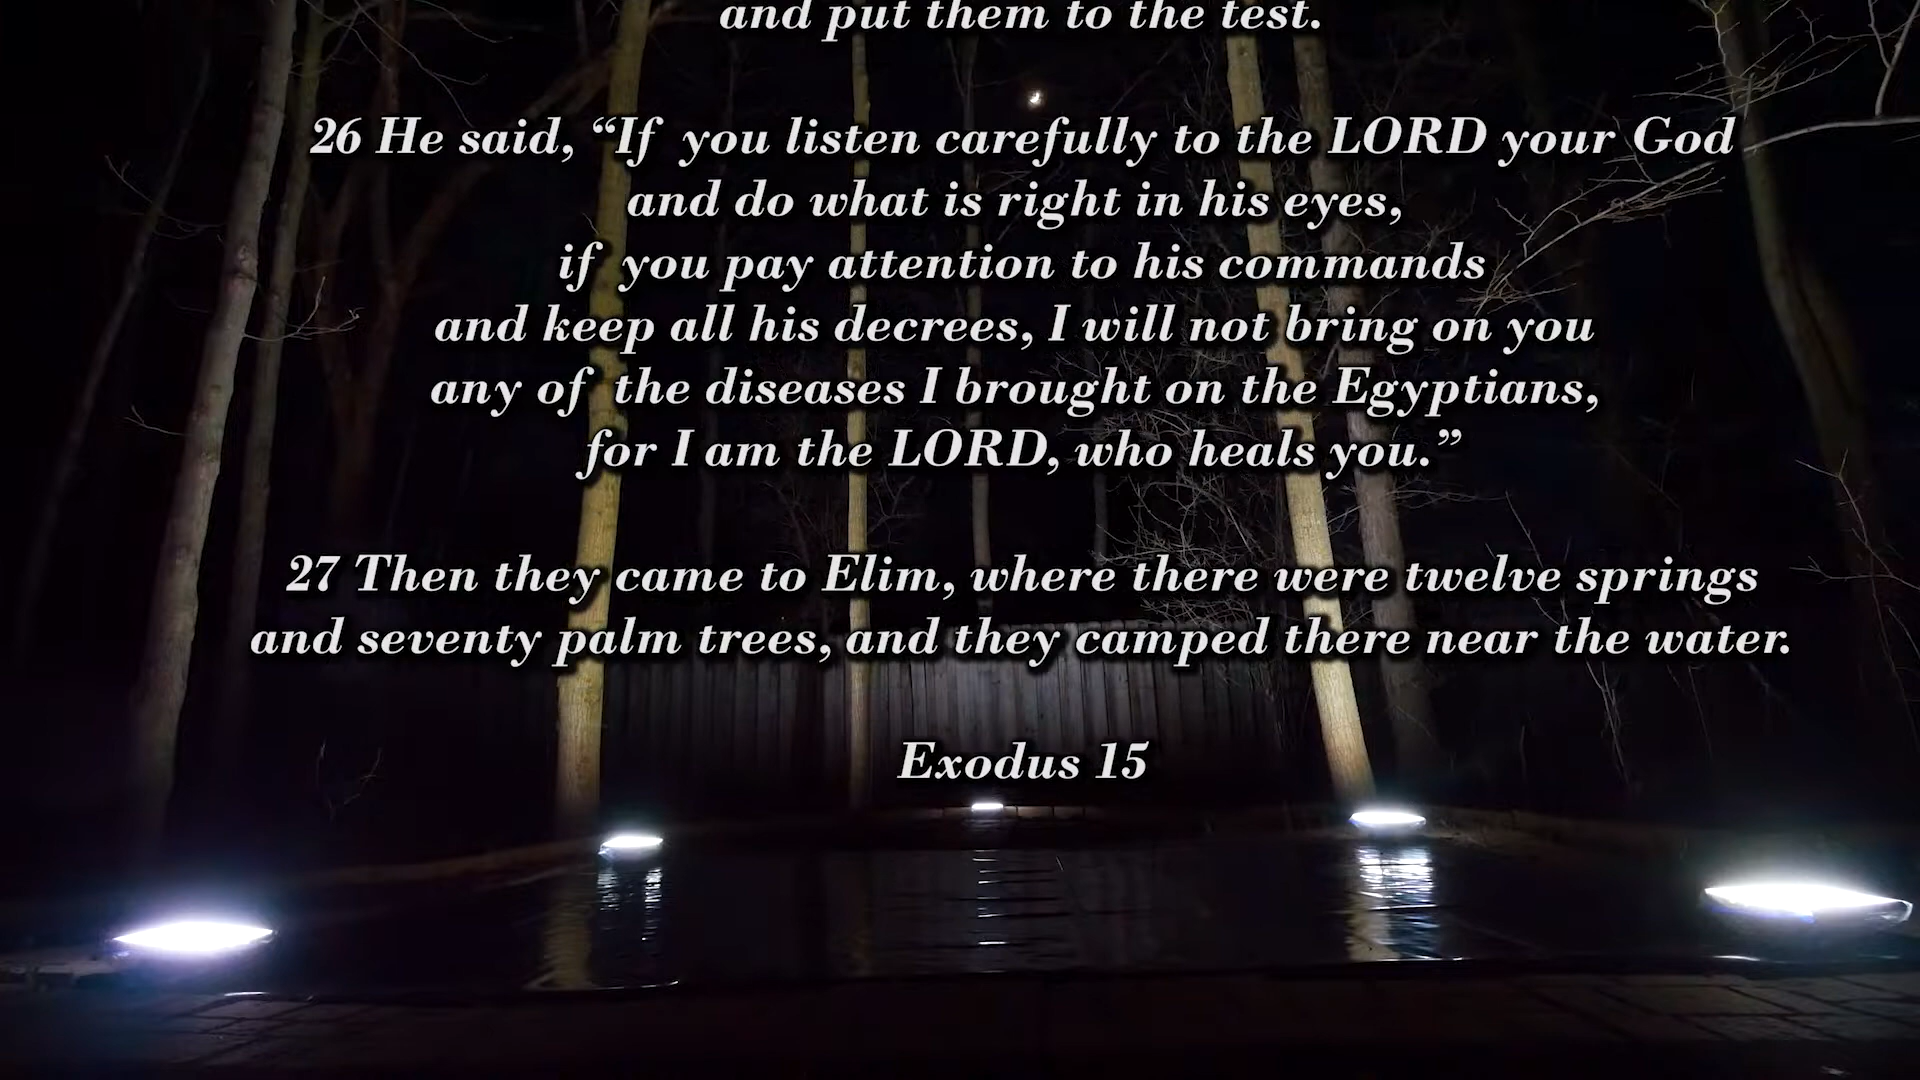 and put them to the test.
26 He said, “If you listen carefully to the LORD your God
and do what is right in his eyes,
if you pay attention to his commands
and keep all his decrees, I will not bring on you
any of the diseases I brought on the Egyptians,
for I am the LORD, who heals you.”
27 Then they came to Elim, where there were twelve springs
and seventy palm trees, and they camped there near the water.
Exodus 15